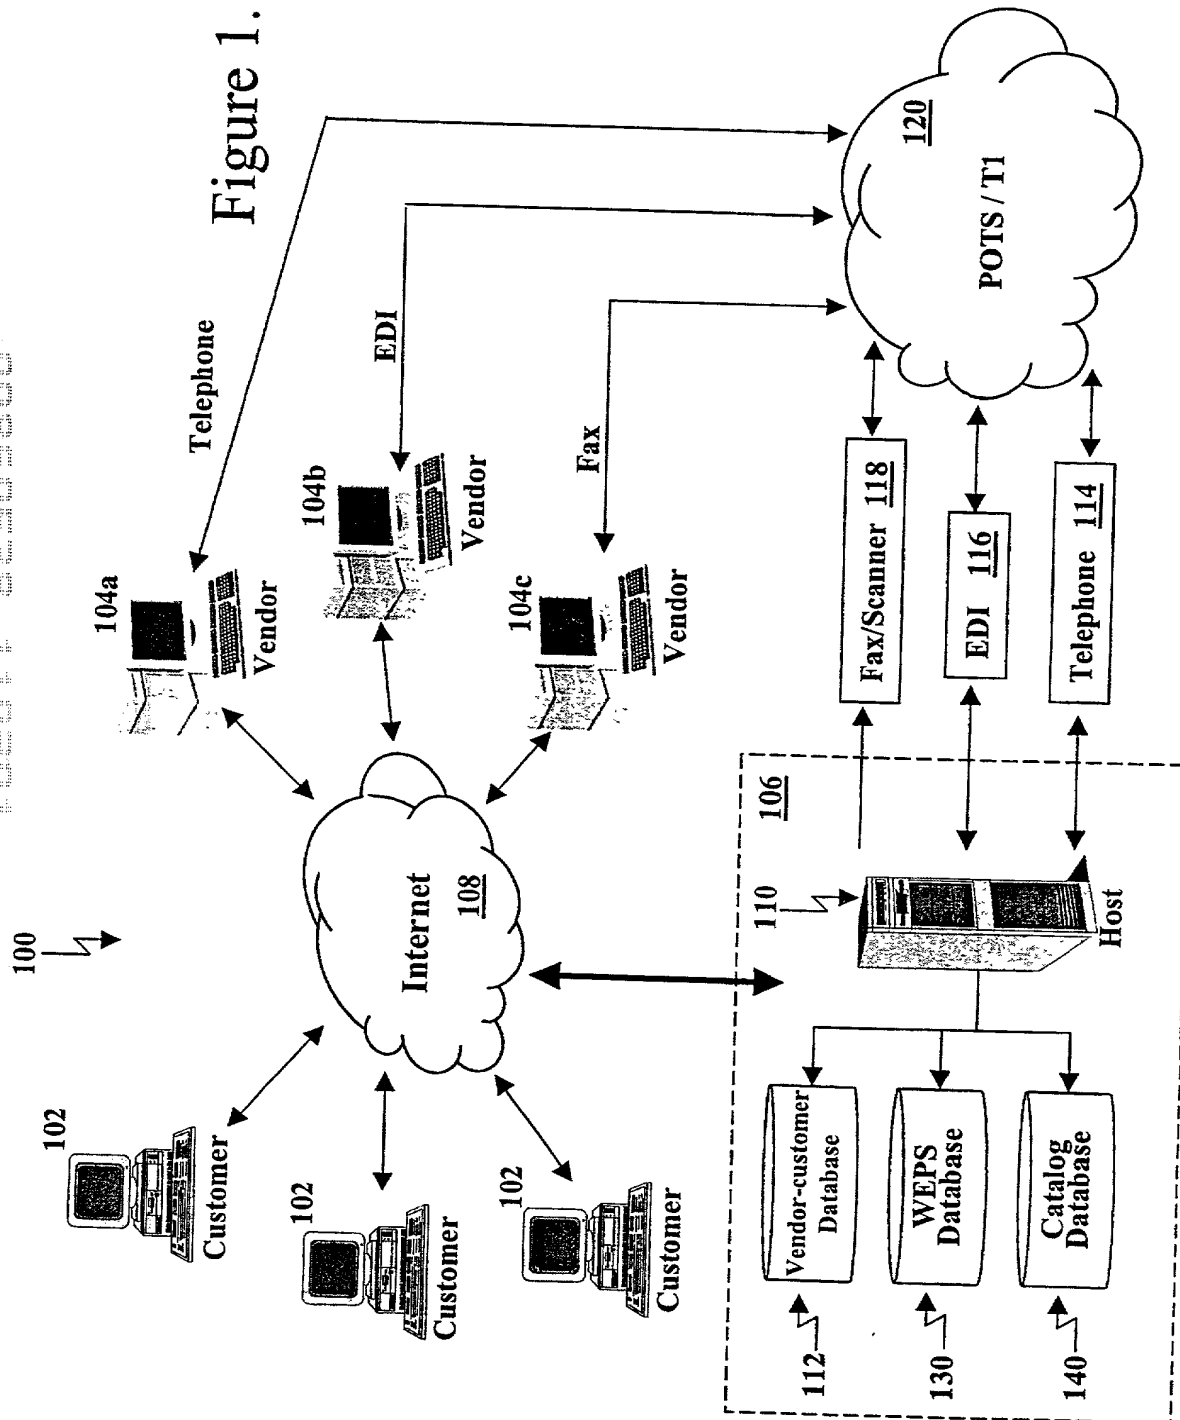 Figure 1.
100
102
Customer
102
Customer
102
Customer
Internet
108
104a
Vendor
104b
Vendor
104c
Vendor
Telephone
EDI
Fax
120
POTS / T1
Fax/Scanner 118
EDI 116
Telephone 114
106
110
Host
Vendor-customer
Database
112
WEPS
Database
130
Catalog
Database
140